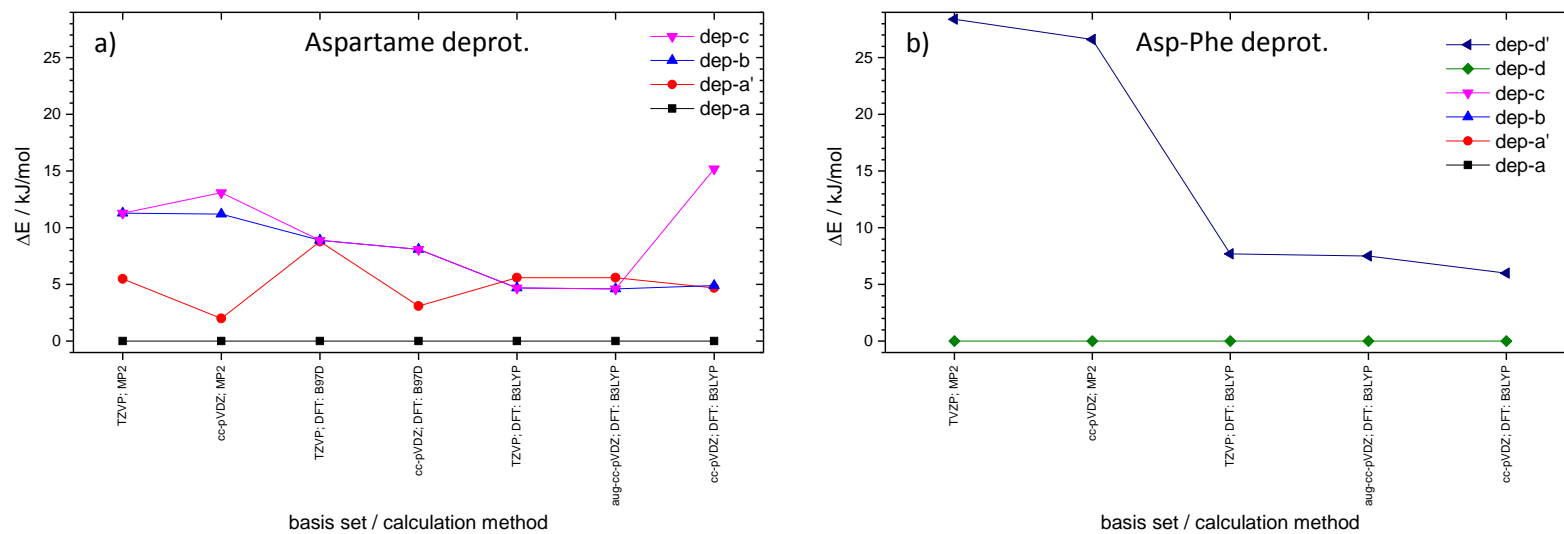 a)
Aspartame deprot.
dep-c
dep-b
dep-a'
dep-a
25
20
15
10
5
0
ΔE / kJ/mol
TZVP; MP2
cc-pVDZ; MP2
TZVP; DFT: B97D
cc-pVDZ; DFT: B97D
TZVP; DFT: B3LYP
aug-cc-pVDZ; DFT: B3LYP
cc-pVDZ; DFT: B3LYP
basis set / calculation method
b)
Asp-Phe deprot.
dep-d'
dep-d
dep-c
dep-b
dep-a'
dep-a
25
20
15
10
5
0
ΔE / kJ/mol
TVZP; MP2
cc-pVDZ; MP2
TZVP; DFT: B3LYP
aug-cc-pVDZ; DFT: B3LYP
cc-pVDZ; DFT: B3LYP
basis set / calculation method